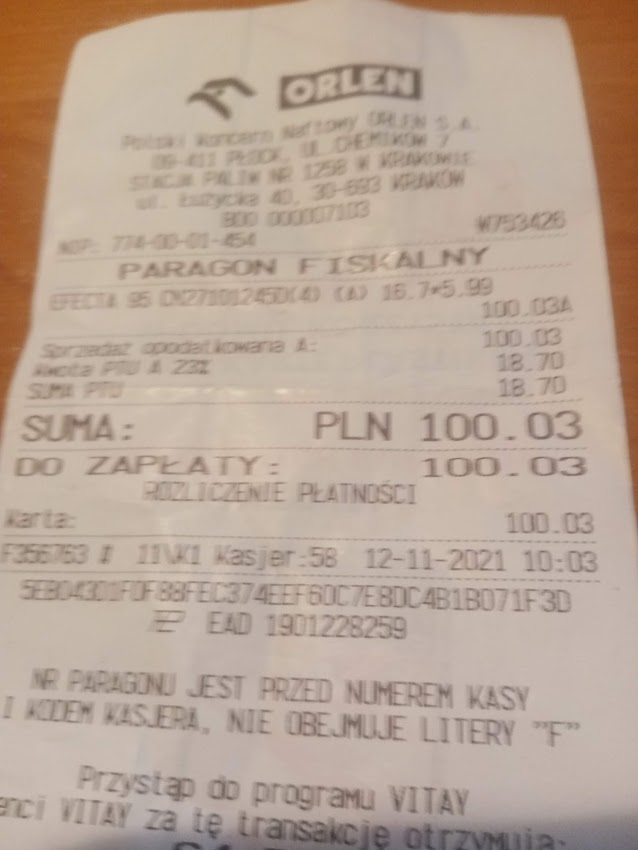 ORLEN
Polski Koncern Naftowy ORLEN S.A.
09-411 PŁOCK, UL.CHEMIKÓW 7
STACJA PALIW NR 1258 W KRAKOWIE
ul. Łużycka 40, 30-693 KRAKÓW
BDO 000007103
NIP: 774-00-01-454 W753426
PARAGON FISKALNY
EFECTA 95 CN27101245D(4) (A) 16.7*5.99
100.03A
Sprzedaż opodatkowana A: 100.03
Kwota PTU A 23% 18.70
SUMA PTU 18.70
SUMA: PLN 100.03
DO ZAPŁATY: 100.03
ROZLICZENIE PŁATNOŚCI
Karta: 100.03
F356763 # 11\K1 Kasjer:58 12-11-2021 10:03
5EB04301F0F88FEC374EEF60C7E8DC4B1B071F3D
EAD 1901228259
NR PARAGONU JEST PRZED NUMEREM KASY
I KODEM KASJERA, NIE OBEJMUJE LITERY "F"
Przystąp do programu VITAY
enci VITAY za tę transakcję otrzymują: